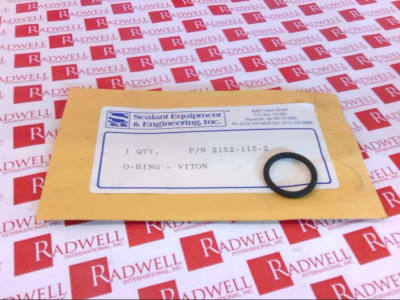 Sealant Equipment
& Engineering, Inc.
1 QTY. P/N 2152-115-2
O-RING - VITON
RADWELL
INTERNATIONAL, INC.